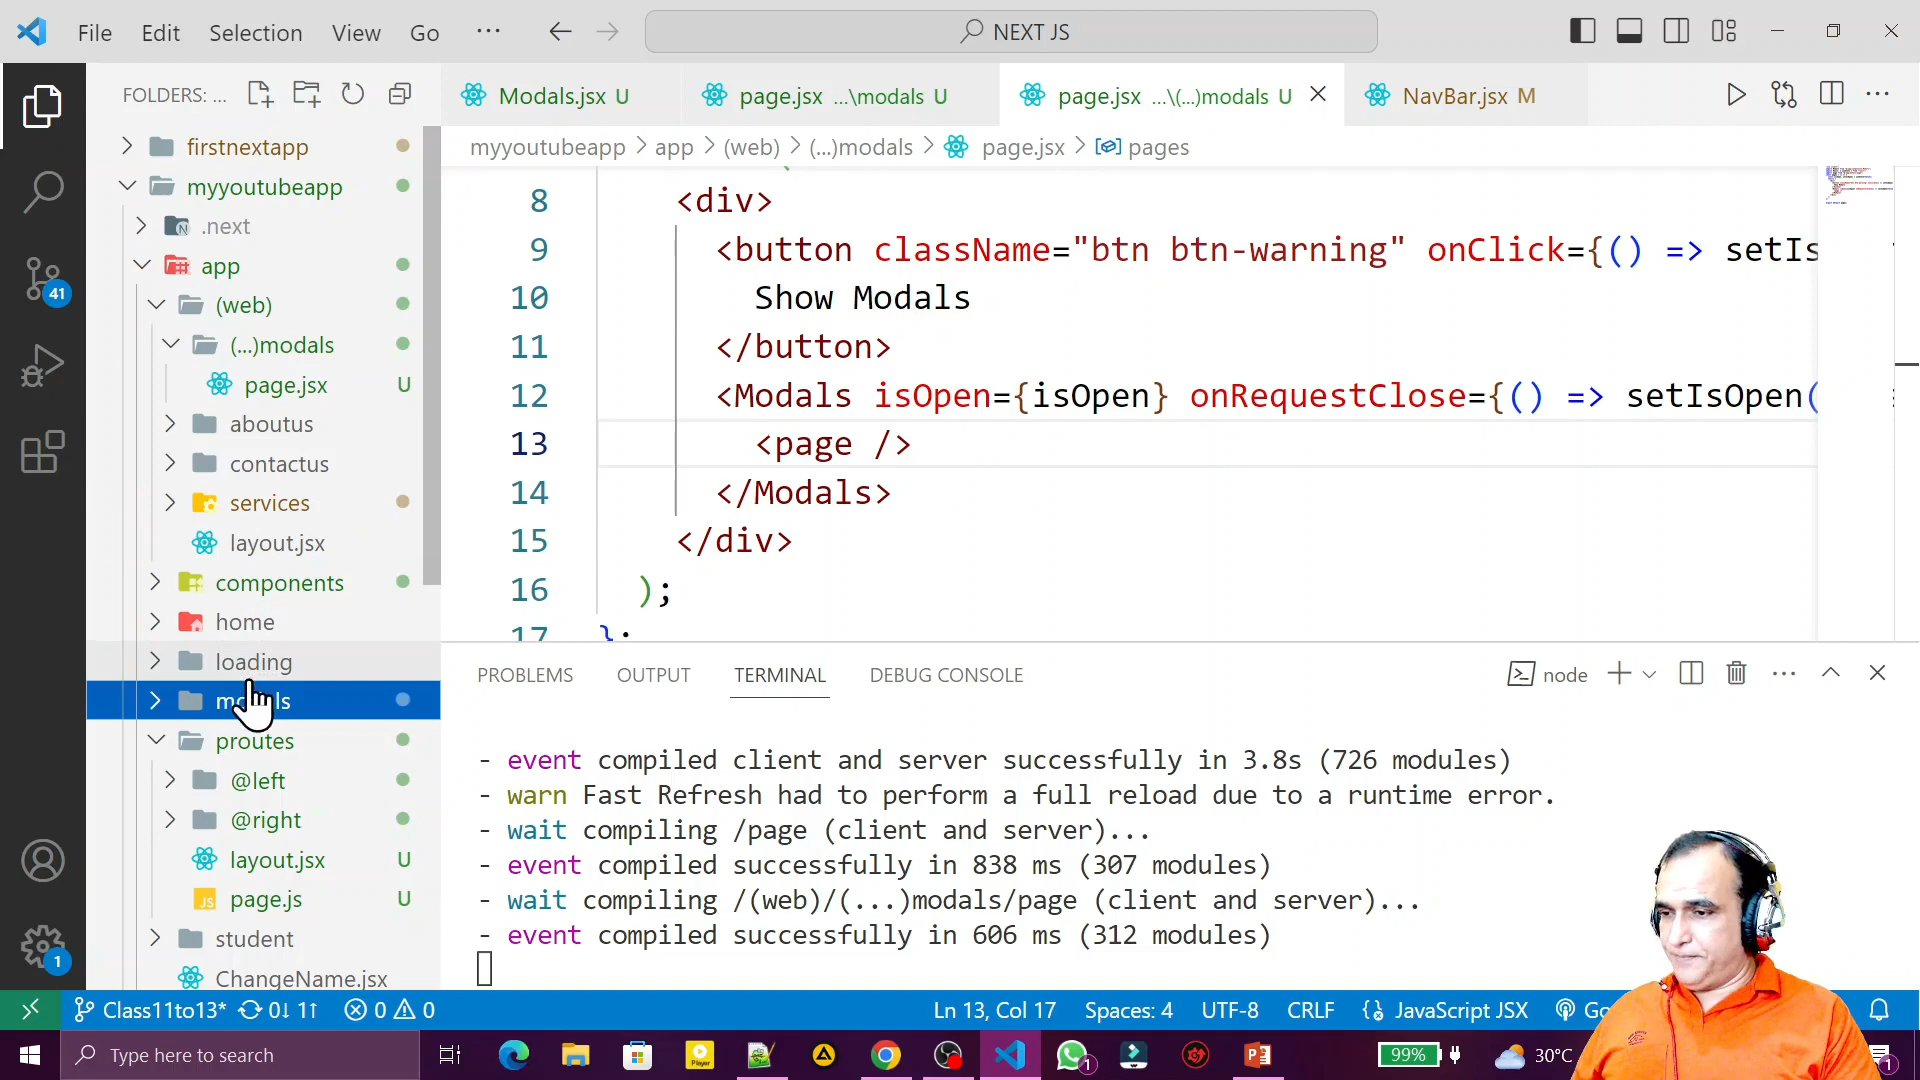 File Edit Selection View Go ··· NEXT JS
FOLDERS: ...
Modals.jsx U
page.jsx ...\modals U
page.jsx ...\(...)modals U
NavBar.jsx M
myyoutubeapp > app > (web) > (...)modals > page.jsx > pages
firstnextapp
myyoutubeapp
.next
app
(web)
(...)modals
page.jsx U
aboutus
contactus
services
layout.jsx
components
home
loading
proutes
@left
@right
layout.jsx U
JS page.js U
student
ChangeName.jsx
41
1
8 <div>
9 <button className="btn btn-warning" onClick={() => setIs
10 Show Modals
11 </button>
12 <Modals isOpen={isOpen} onRequestClose={() => setIsOpen(
13 <page />
14 </Modals>
15 </div>
16 );
17 };
PROBLEMS OUTPUT TERMINAL DEBUG CONSOLE node
- event compiled client and server successfully in 3.8s (726 modules)
- warn Fast Refresh had to perform a full reload due to a runtime error.
- wait compiling /page (client and server)...
- event compiled successfully in 838 ms (307 modules)
- wait compiling /(web)/(...)modals/page (client and server)...
- event compiled successfully in 606 ms (312 modules)
Class11to13* 0↓ 1↑ 0 0 Ln 13, Col 17 Spaces: 4 UTF-8 CRLF JavaScript JSX
Type here to search 1 99% 30°C 1